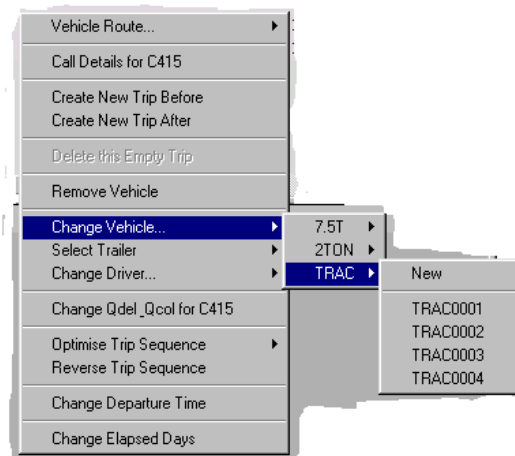 Vehicle Route...
Call Details for C415
Create New Trip Before
Create New Trip After
Delete this Empty Trip
Remove Vehicle
Change Vehicle...
Select Trailer
Change Driver...
Change Qdel_Qcol for C415
Optimise Trip Sequence
Reverse Trip Sequence
Change Departure Time
Change Elapsed Days
7.5T
2TON
TRAC
New
TRAC0001
TRAC0002
TRAC0003
TRAC0004